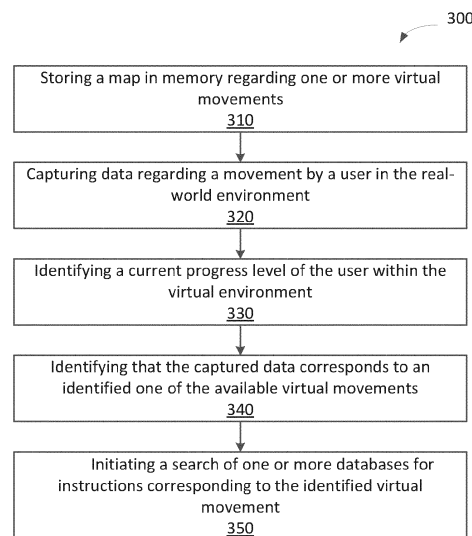 300
Storing a map in memory regarding one or more virtual
movements
310
Capturing data regarding a movement by a user in the real-
world environment
320
Identifying a current progress level of the user within the
virtual environment
330
Identifying that the captured data corresponds to an
identified one of the available virtual movements
340
Initiating a search of one or more databases for
instructions corresponding to the identified virtual
movement
350